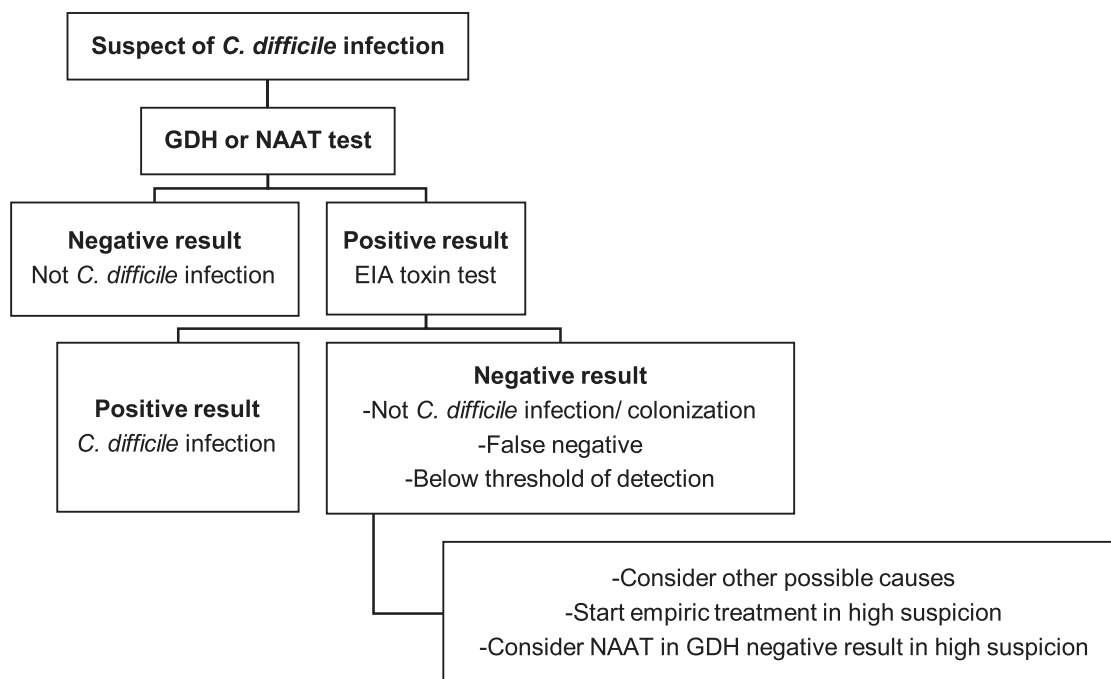 Suspect of C. difficile infection
GDH or NAAT test
Negative result
Not C. difficile infection
Positive result
EIA toxin test
Positive result
C. difficile infection
Negative result
-Not C. difficile infection/ colonization
-False negative
-Below threshold of detection
-Consider other possible causes
-Start empiric treatment in high suspicion
-Consider NAAT in GDH negative result in high suspicion